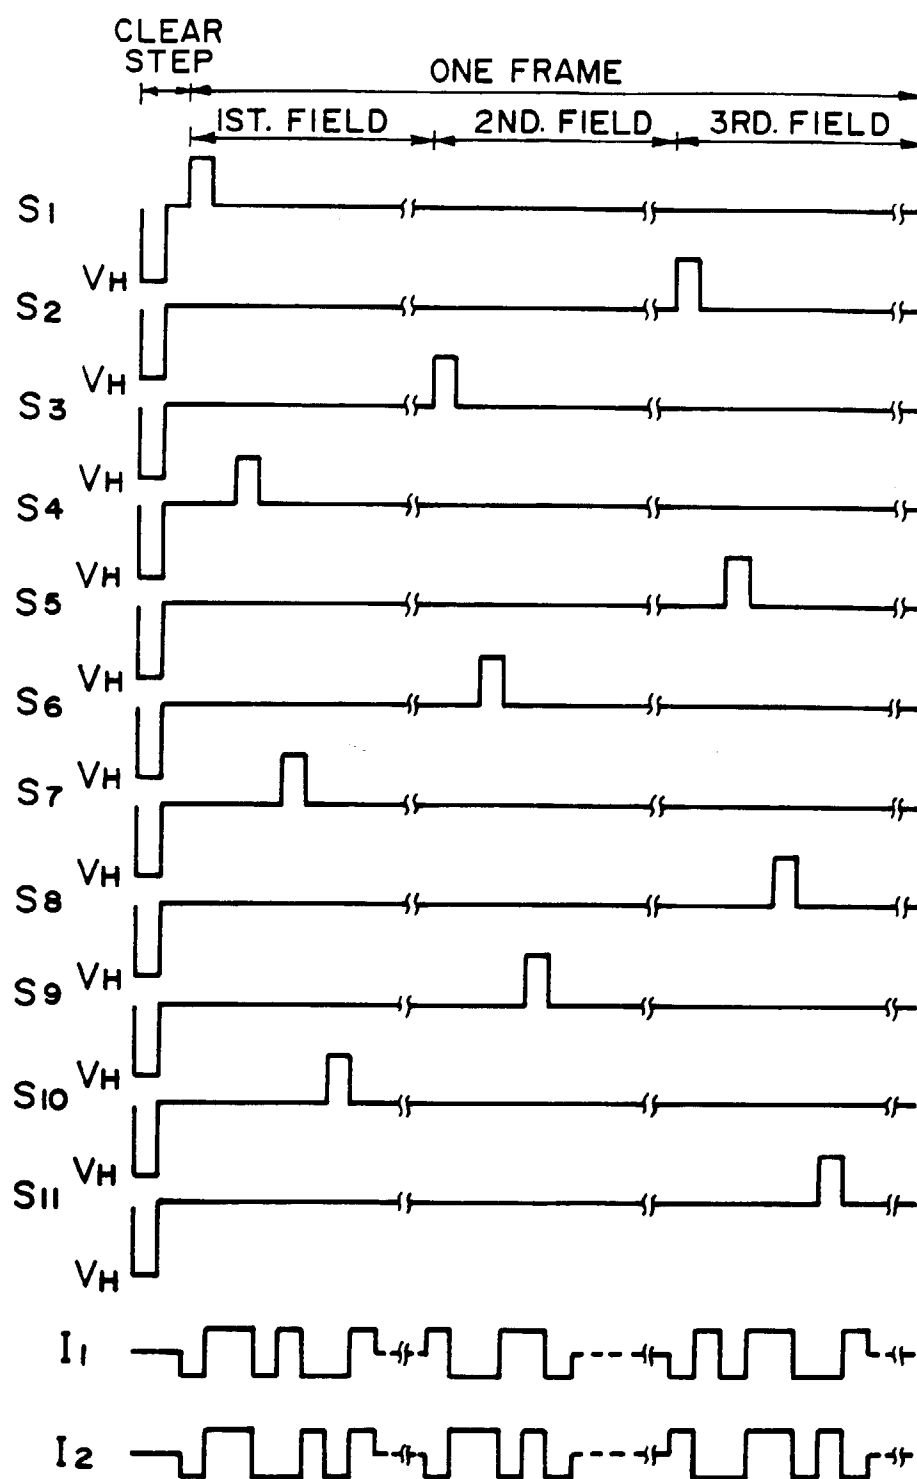 CLEAR
STEP
ONE FRAME
1ST. FIELD
2ND. FIELD
3RD. FIELD
S1
VH
S2
VH
S3
VH
S4
VH
S5
VH
S6
VH
S7
VH
S8
VH
S9
VH
S10
VH
S11
VH
I1
I2